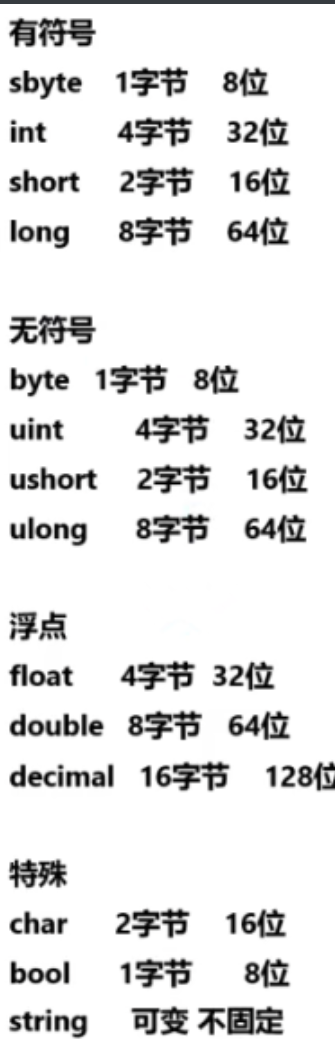 有符号
sbyte 1字节 8位
int 4字节 32位
short 2字节 16位
long 8字节 64位
无符号
byte 1字节 8位
uint 4字节 32位
ushort 2字节 16位
ulong 8字节 64位
浮点
float 4字节 32位
double 8字节 64位
decimal 16字节 128位
特殊
char 2字节 16位
bool 1字节 8位
string 可变 不固定